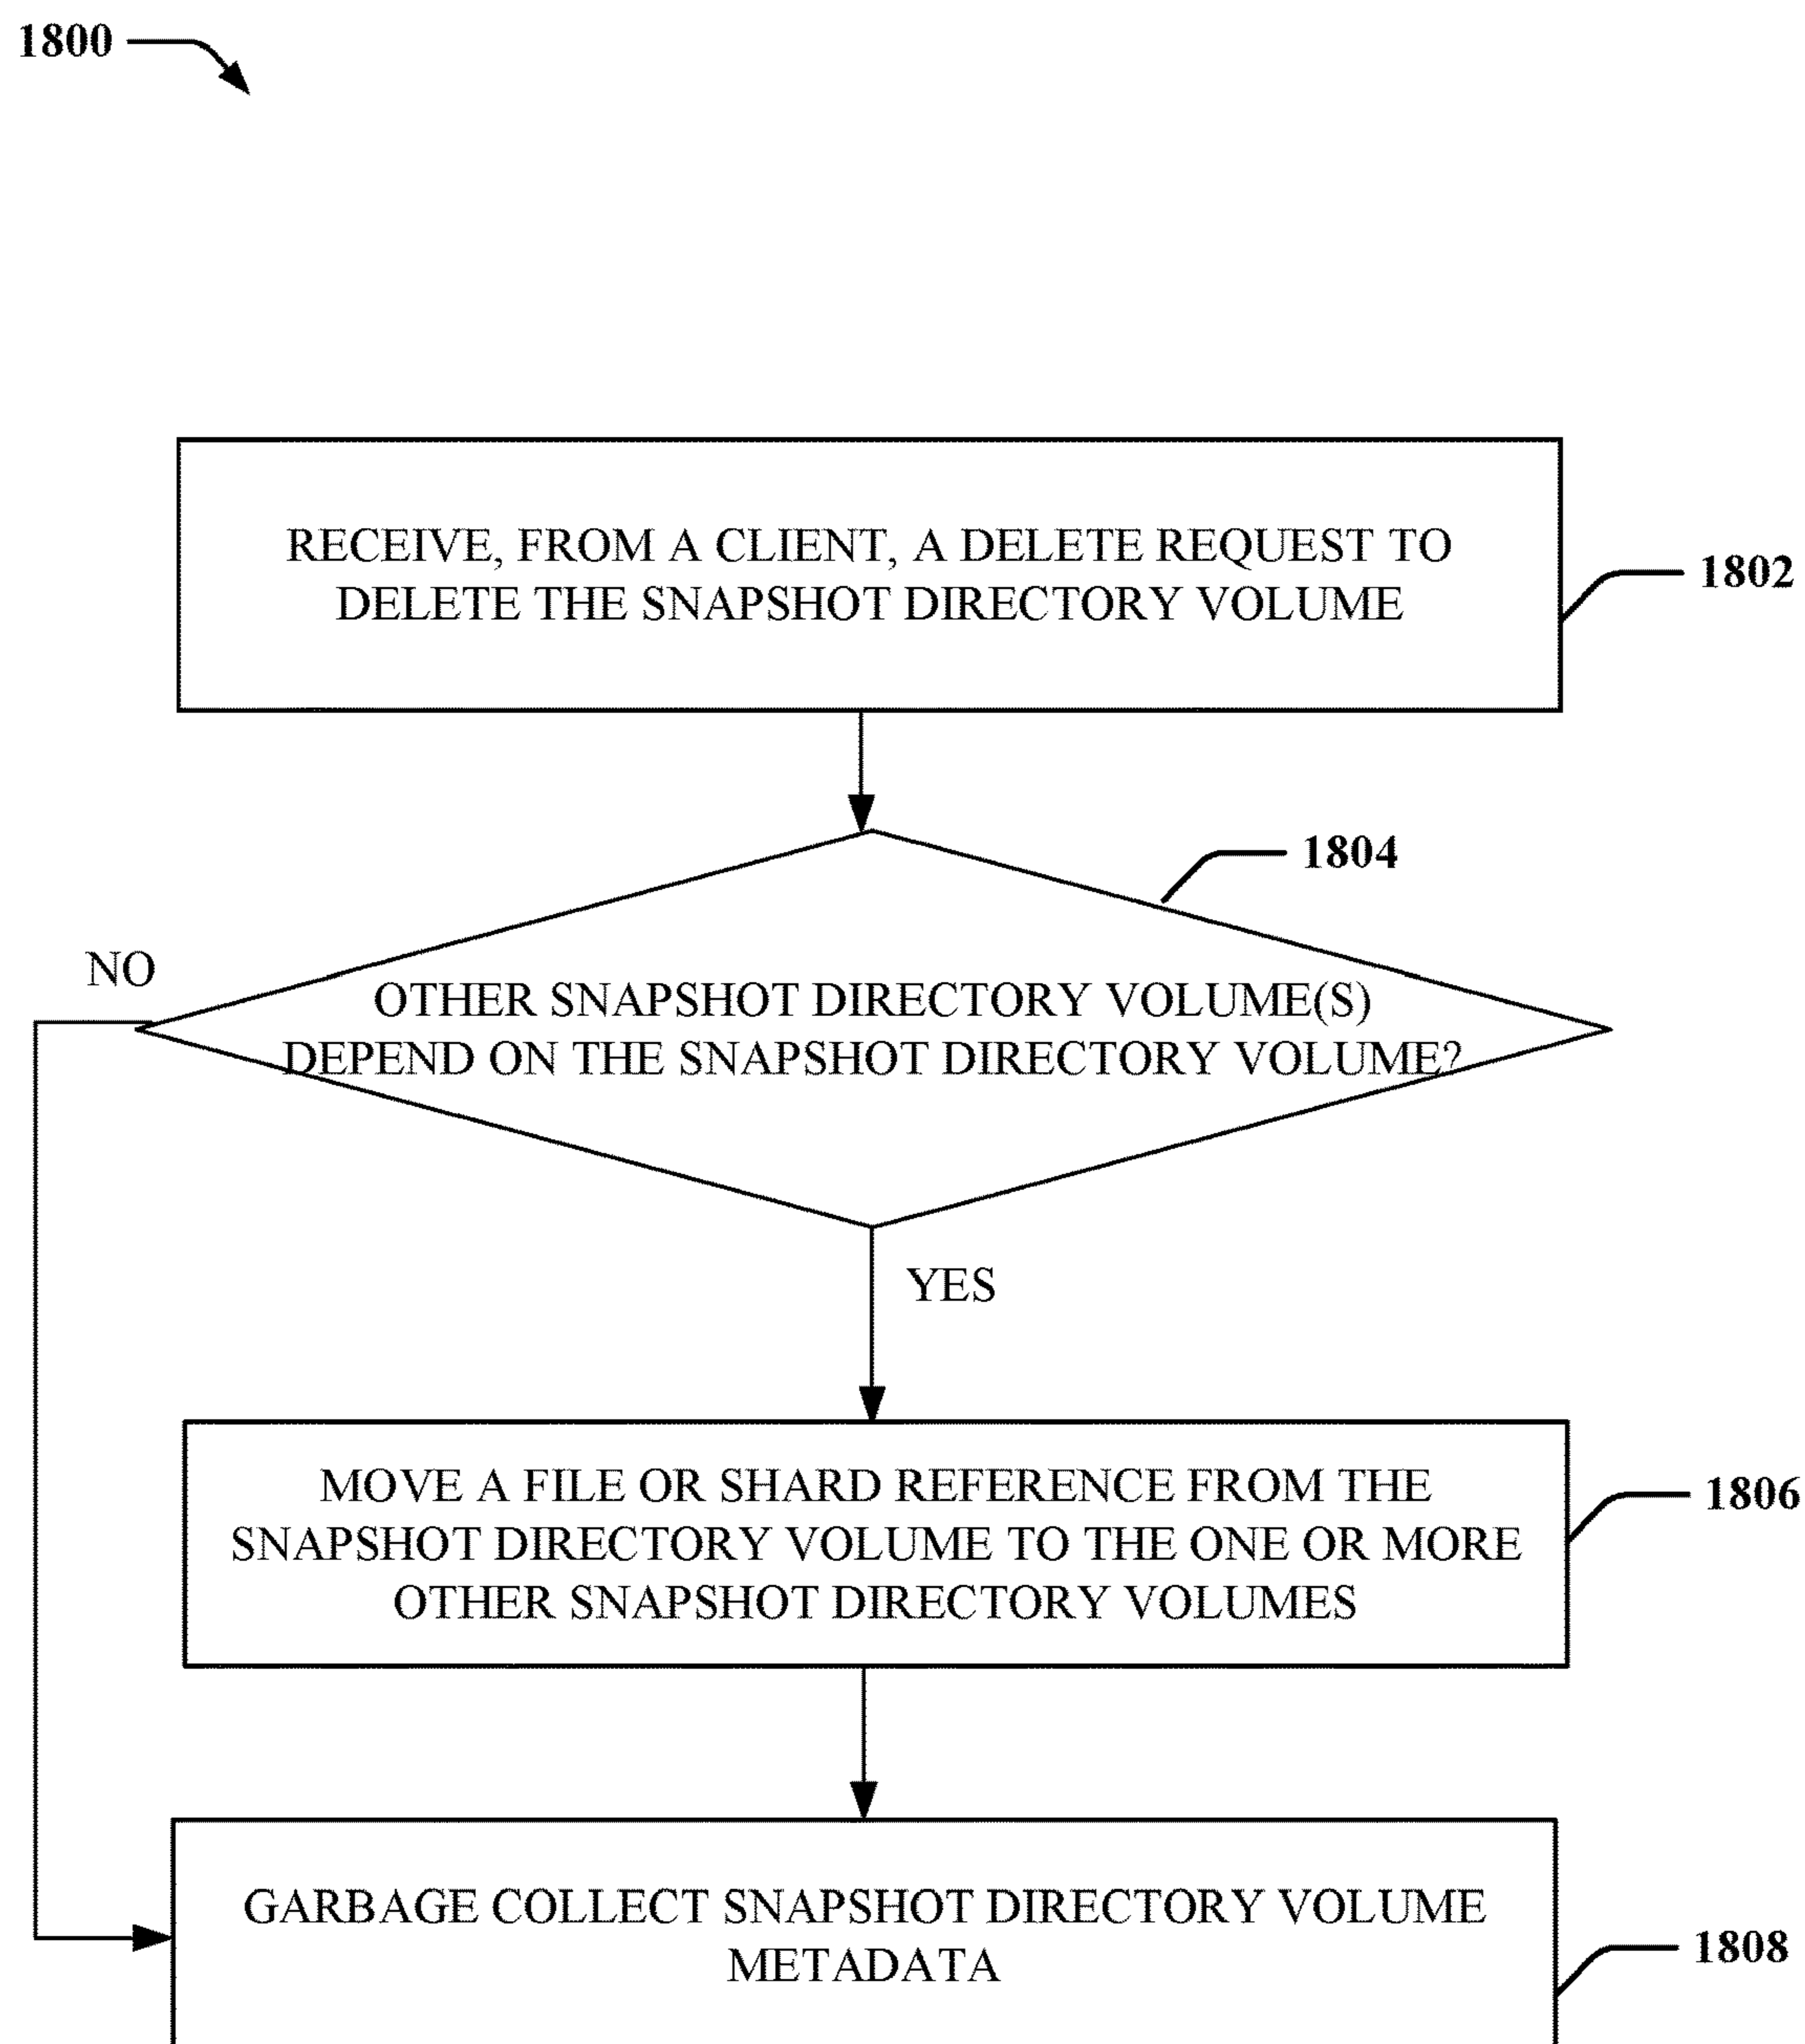 1800
RECEIVE, FROM A CLIENT, A DELETE REQUEST TO
DELETE THE SNAPSHOT DIRECTORY VOLUME
1802
1804
NO
OTHER SNAPSHOT DIRECTORY VOLUME(S)
DEPEND ON THE SNAPSHOT DIRECTORY VOLUME?
YES
MOVE A FILE OR SHARD REFERENCE FROM THE
SNAPSHOT DIRECTORY VOLUME TO THE ONE OR MORE
OTHER SNAPSHOT DIRECTORY VOLUMES
1806
GARBAGE COLLECT SNAPSHOT DIRECTORY VOLUME
METADATA
1808